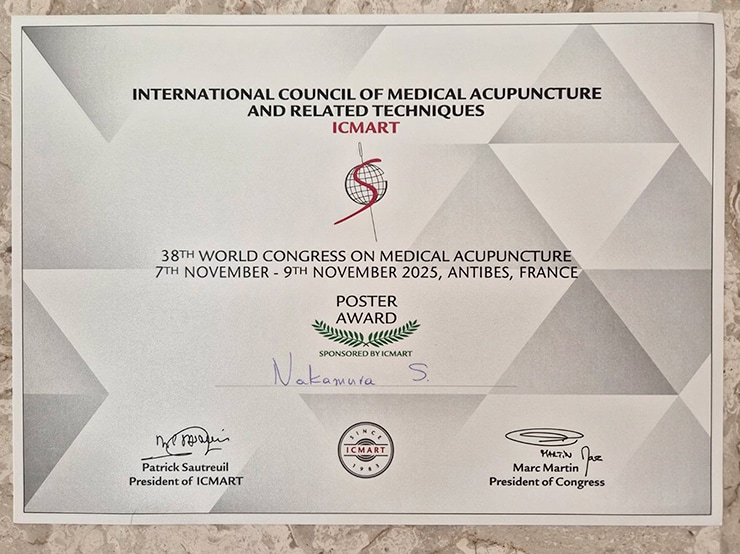 INTERNATIONAL COUNCIL OF MEDICAL ACUPUNCTURE
AND RELATED TECHNIQUES
ICMART
38TH WORLD CONGRESS ON MEDICAL ACUPUNCTURE
7TH NOVEMBER - 9TH NOVEMBER 2025, ANTIBES, FRANCE
POSTER
AWARD
SPONSORED BY ICMART
Nakamura S.
Patrick Sautreuil
President of ICMART
SINCE
ICMART
1983
MARTIN Marc
Marc Martin
President of Congress